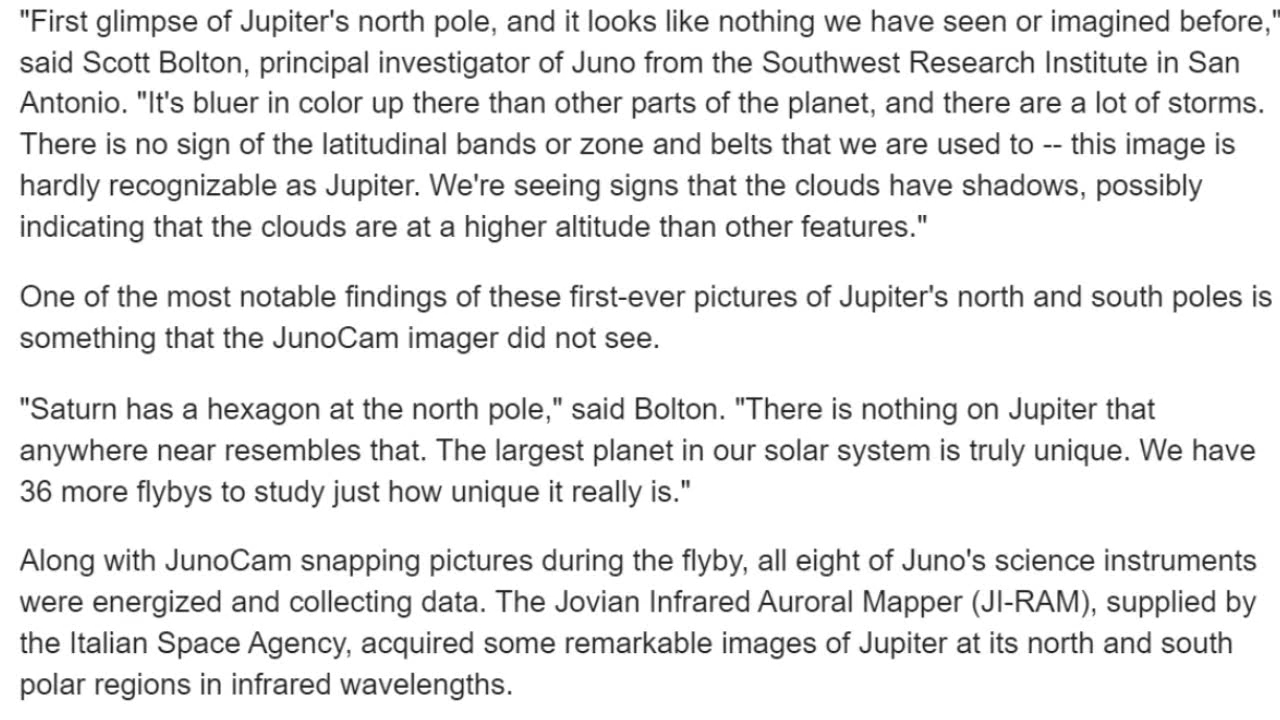 "First glimpse of Jupiter's north pole, and it looks like nothing we have seen or imagined before,"
said Scott Bolton, principal investigator of Juno from the Southwest Research Institute in San
Antonio. "It's bluer in color up there than other parts of the planet, and there are a lot of storms.
There is no sign of the latitudinal bands or zone and belts that we are used to -- this image is
hardly recognizable as Jupiter. We're seeing signs that the clouds have shadows, possibly
indicating that the clouds are at a higher altitude than other features."
One of the most notable findings of these first-ever pictures of Jupiter's north and south poles is
something that the JunoCam imager did not see.
"Saturn has a hexagon at the north pole," said Bolton. "There is nothing on Jupiter that
anywhere near resembles that. The largest planet in our solar system is truly unique. We have
36 more flybys to study just how unique it really is."
Along with JunoCam snapping pictures during the flyby, all eight of Juno's science instruments
were energized and collecting data. The Jovian Infrared Auroral Mapper (JI-RAM), supplied by
the Italian Space Agency, acquired some remarkable images of Jupiter at its north and south
polar regions in infrared wavelengths.